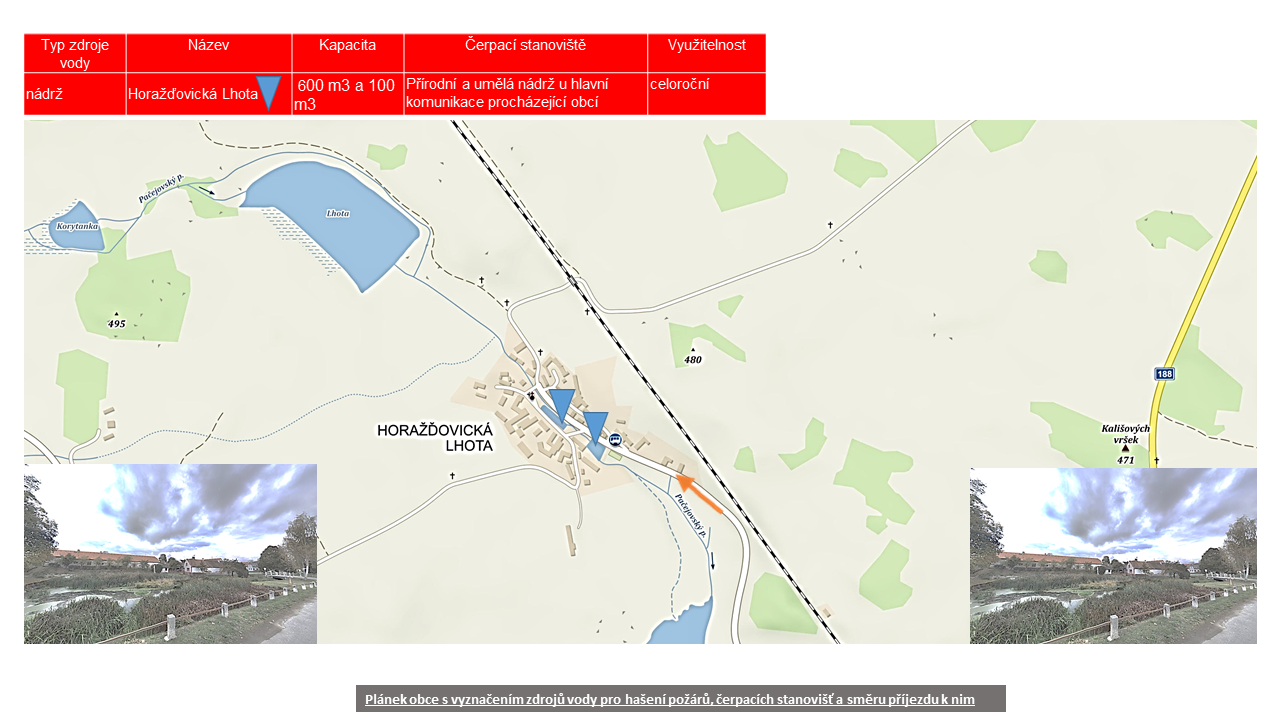 Typ zdroje
vody
Název
Kapacita
Čerpací stanoviště
Využitelnost
nádrž
Horažďovická Lhota
600 m3 a 100
m3
Přírodní a umělá nádrž u hlavní
komunikace procházející obcí
celoroční
Pačejovský p.
Korytanka
Lhota
495
480
188
HORAŽĎOVICKÁ
LHOTA
Kališových
vršek
471
Pačejovský p.
Plánek obce s vyznačením zdrojů vody pro hašení požárů, čerpacích stanovišť a směru příjezdu k nim